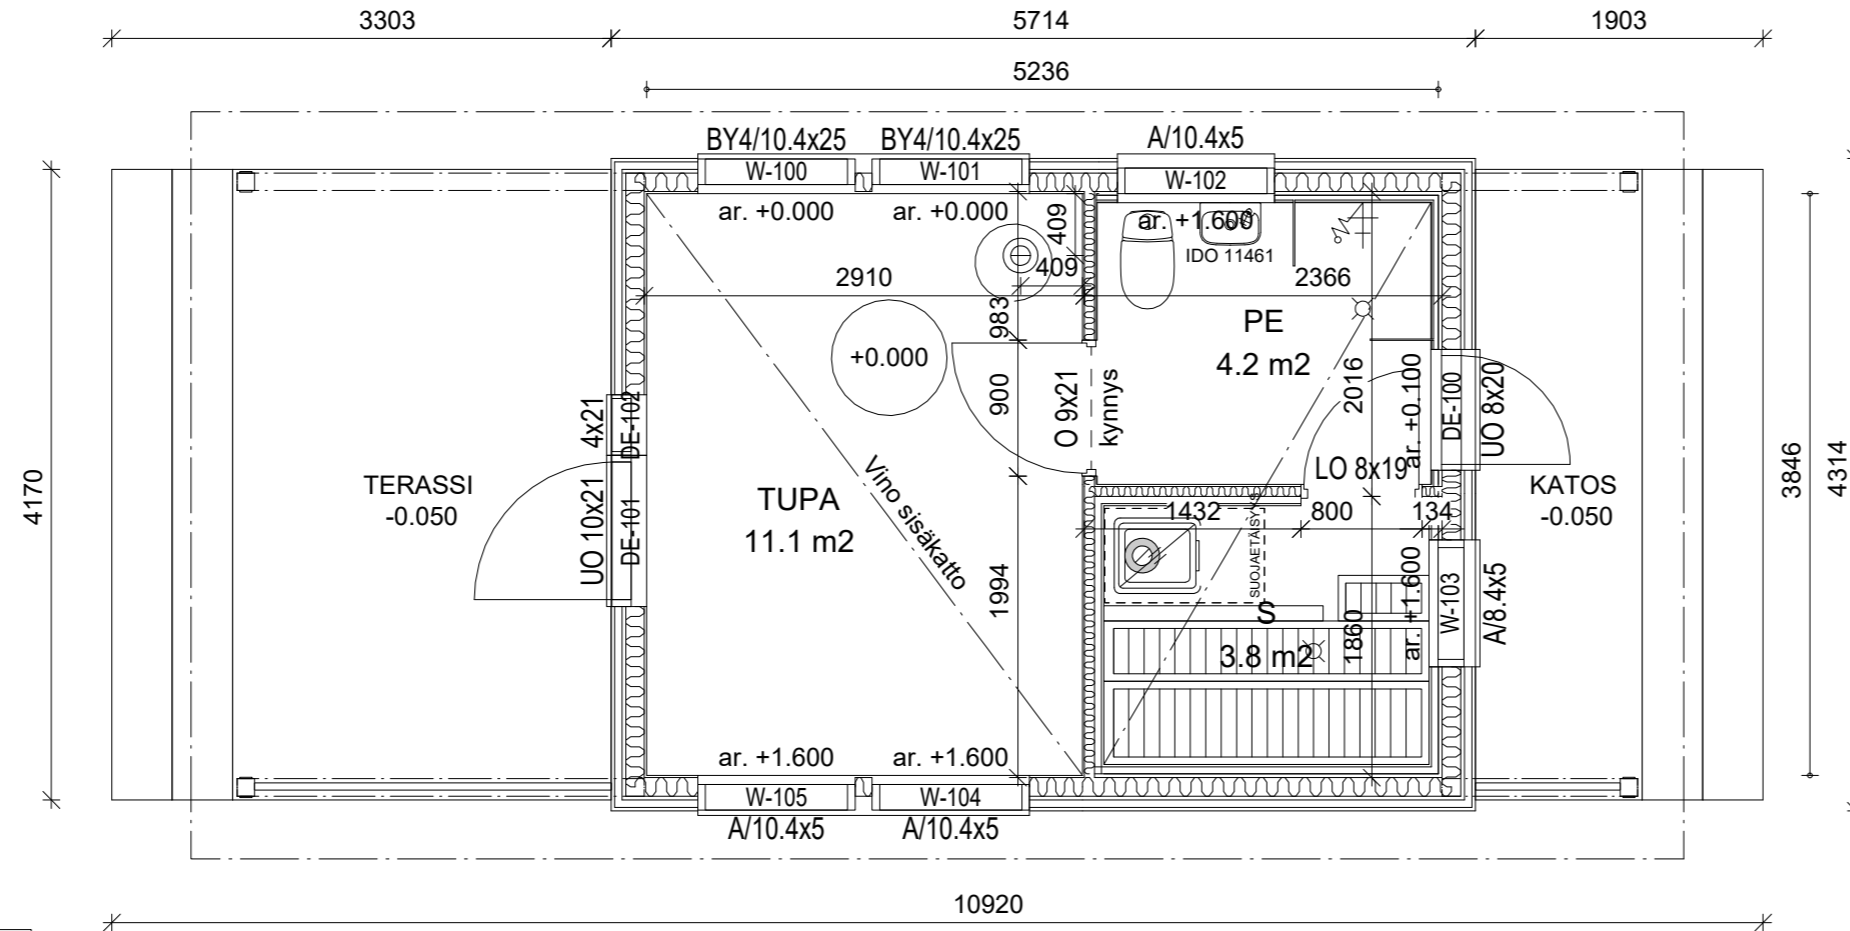 3303
5714
1903
5236
BY4/10.4x25
BY4/10.4x25
A/10.4x5
W-100
W-101
W-102
ar. +0.000
ar. +0.000
ar. +1.600
409
IDO 11461
409
2910
2366
983
PE
4.2 m2
+0.000
900
O 9x21
kynnys
2016
ar. +0.100
DE-100
UO 8x20
4x21
DE-102
LO 8x19
TERASSI
-0.050
UO 10x21
DE-101
TUPA
11.1 m2
Vino sisäkatto
KATOS
-0.050
4170
3846
4314
1432
800
134
SUOJAETÄISYYS
1994
S
3.8 m2
1860
ar. +1.600
W-103
A/8.4x5
ar. +1.600
ar. +1.600
W-105
W-104
A/10.4x5
A/10.4x5
10920